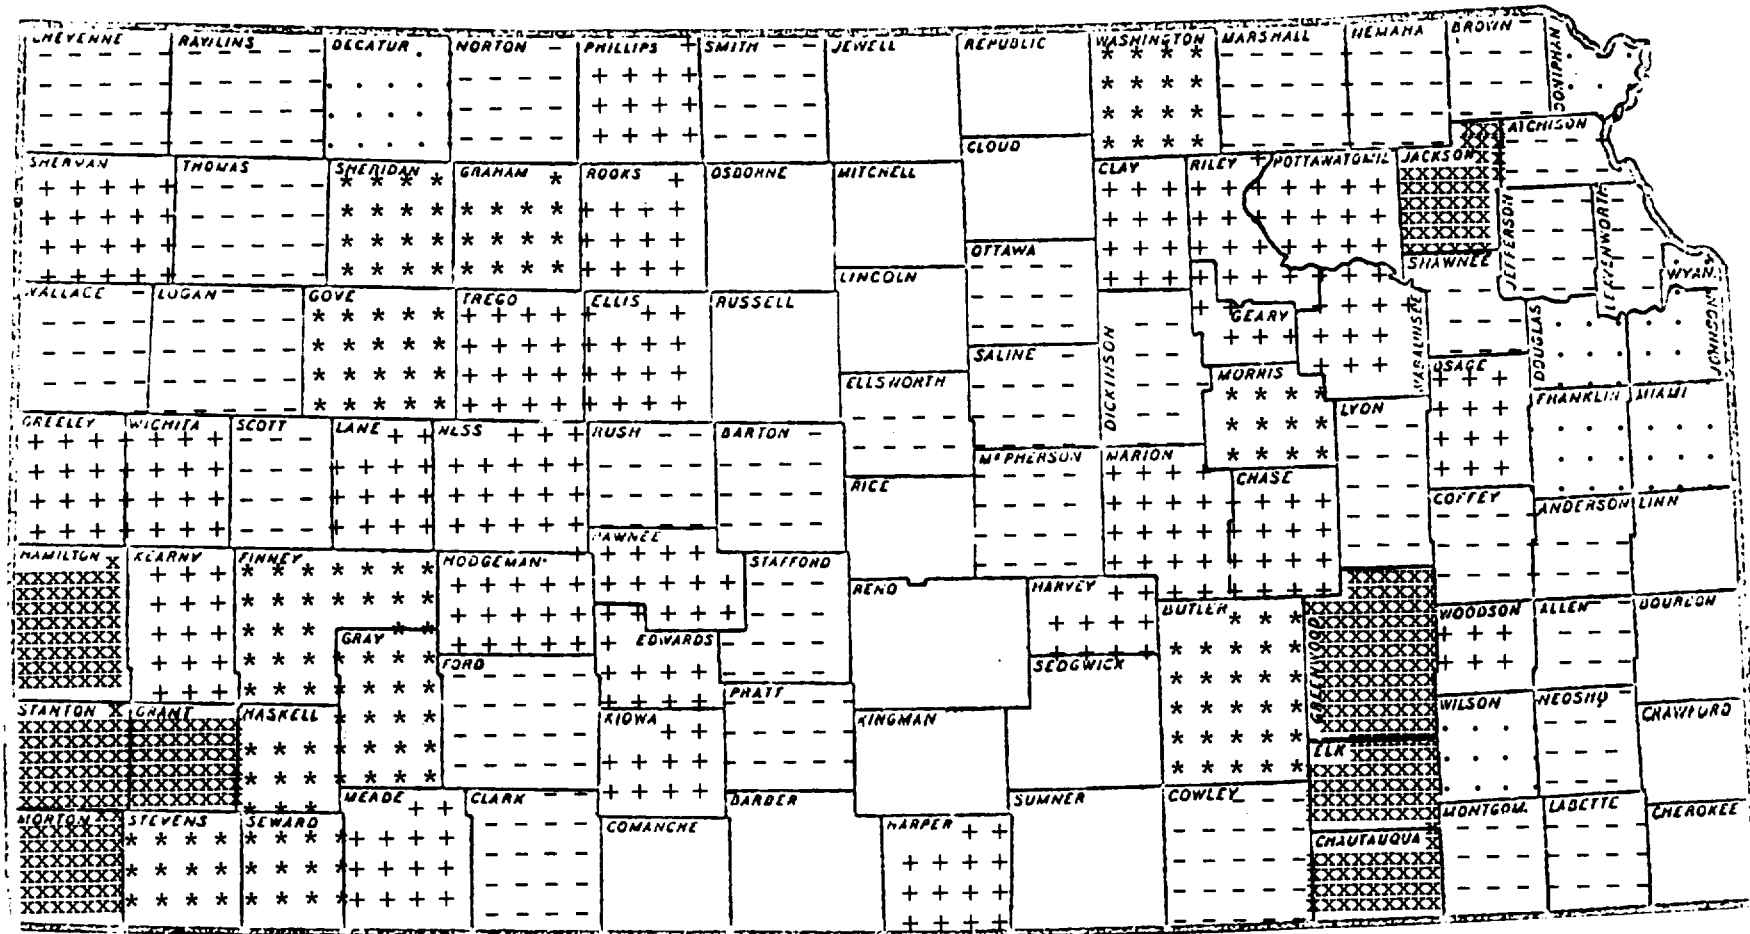 CHEYENNE RAWLINS DECATUR NORTON PHILLIPS SMITH JEWELL REPUBLIC WASHINGTON MARSHALL NEMAHA BROWN DONIPHAN
ATCHISON
CLOUD
SHERMAN THOMAS SHERIDAN GRAHAM ROOKS OSBORNE MITCHELL CLAY RILEY POTTAWATOMIE JACKSON
JEFFERSON LEAVENWORTH
OTTAWA
LINCOLN SHAWNEE WYAN.
WALLACE LOGAN GOVE TREGO ELLIS RUSSELL
GEARY WABAUNSEE DOUGLAS JOHNSON
DICKINSON
SALINE
ELLSWORTH MORRIS OSAGE
LYON FRANKLIN MIAMI
GREELEY WICHITA SCOTT LANE NESS RUSH BARTON
McPHERSON MARION
RICE CHASE
COFFEY ANDERSON LINN
PAWNEE
HAMILTON KEARNY FINNEY HODGEMAN STAFFORD
RENO HARVEY
BUTLER GREENWOOD WOODSON ALLEN BOURBON
GRAY EDWARDS
FORD SEDGWICK
PRATT
STANTON GRANT HASKELL KIOWA KINGMAN WILSON NEOSHO CRAWFORD
ELK
MEADE CLARK BARBER SUMNER COWLEY
MORTON STEVENS SEWARD COMANCHE HARPER MONTGOM. LABETTE CHEROKEE
CHAUTAUQUA